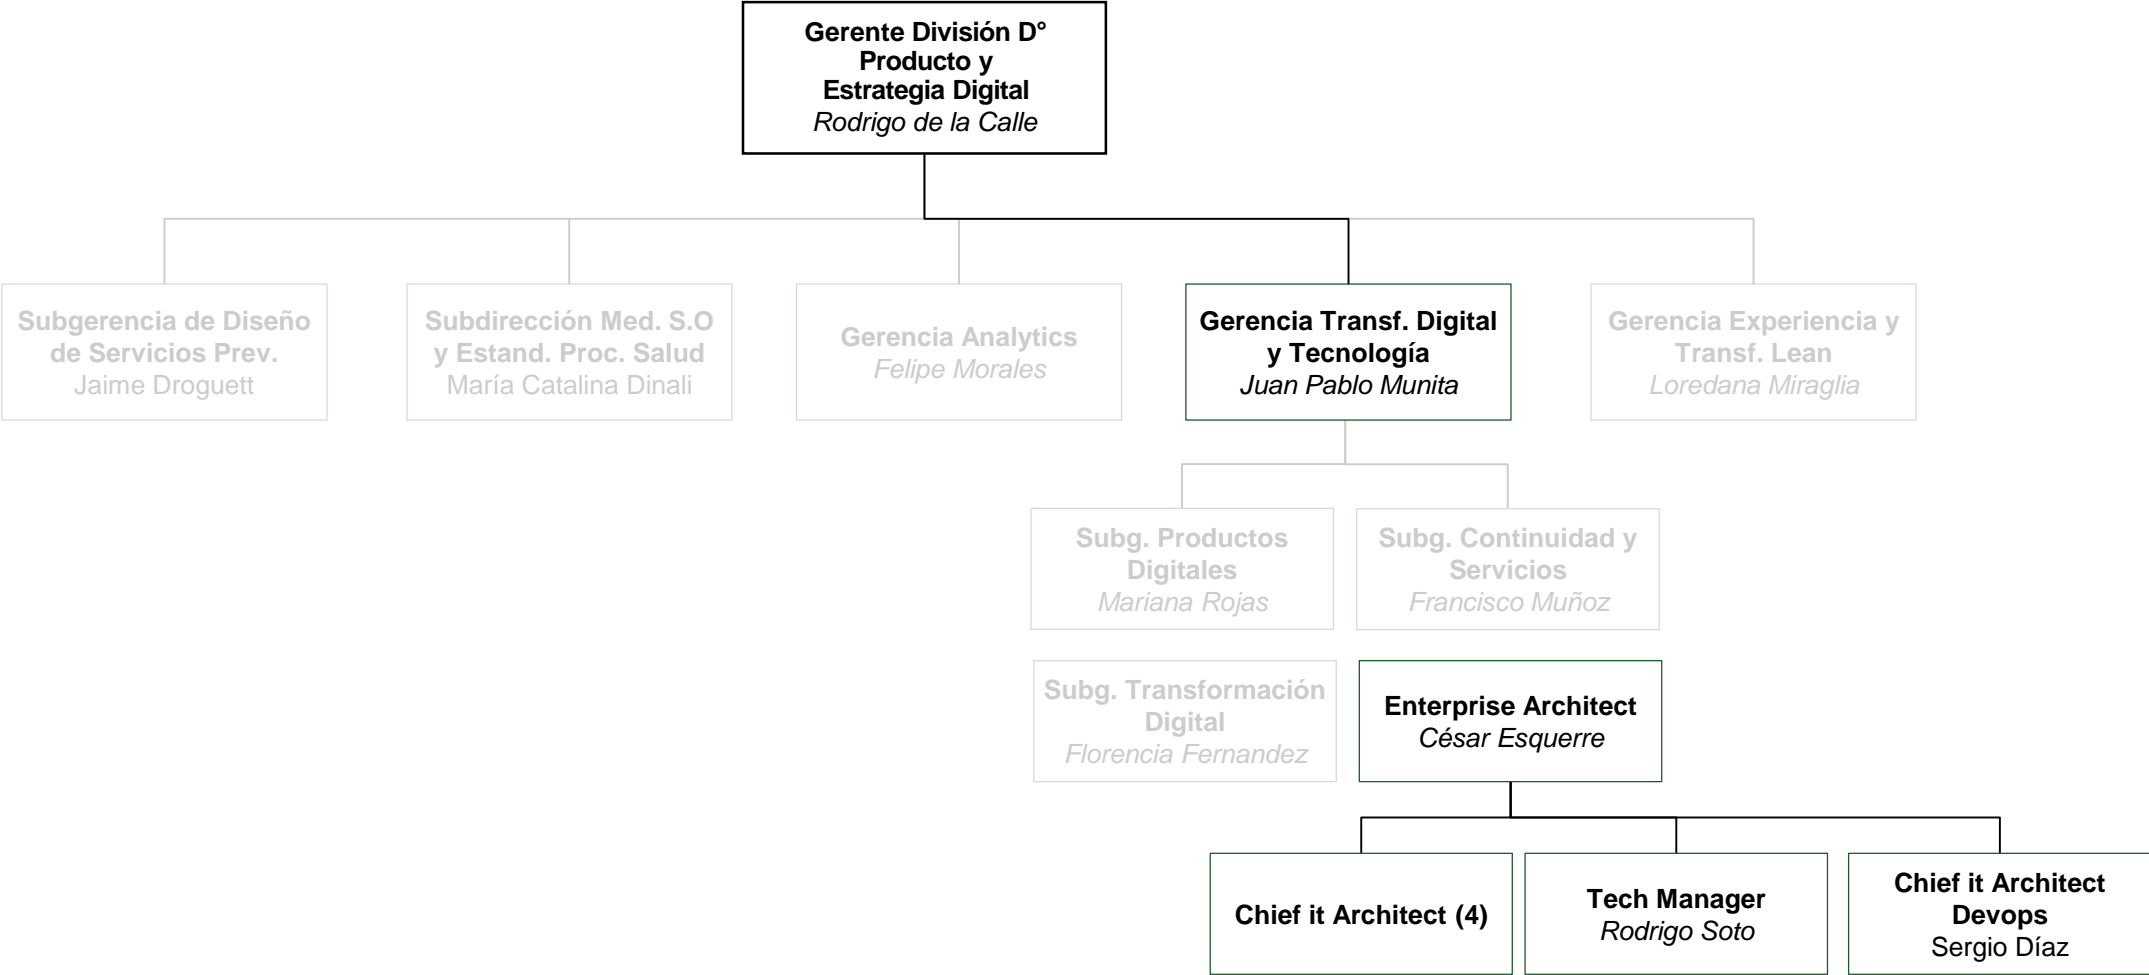 Gerente División D°
Producto y
Estrategia Digital
Rodrigo de la Calle
Subgerencia de Diseño
de Servicios Prev.
Jaime Droguett
Subdirección Med. S.O
y Estand. Proc. Salud
María Catalina Dinali
Gerencia Analytics
Felipe Morales
Gerencia Transf. Digital
y Tecnología
Juan Pablo Munita
Gerencia Experiencia y
Transf. Lean
Loredana Miraglia
Subg. Productos
Digitales
Mariana Rojas
Subg. Continuidad y
Servicios
Francisco Muñoz
Subg. Transformación
Digital
Florencia Fernandez
Enterprise Architect
César Esquerre
Chief it Architect (4)
Tech Manager
Rodrigo Soto
Chief it Architect
Devops
Sergio Díaz